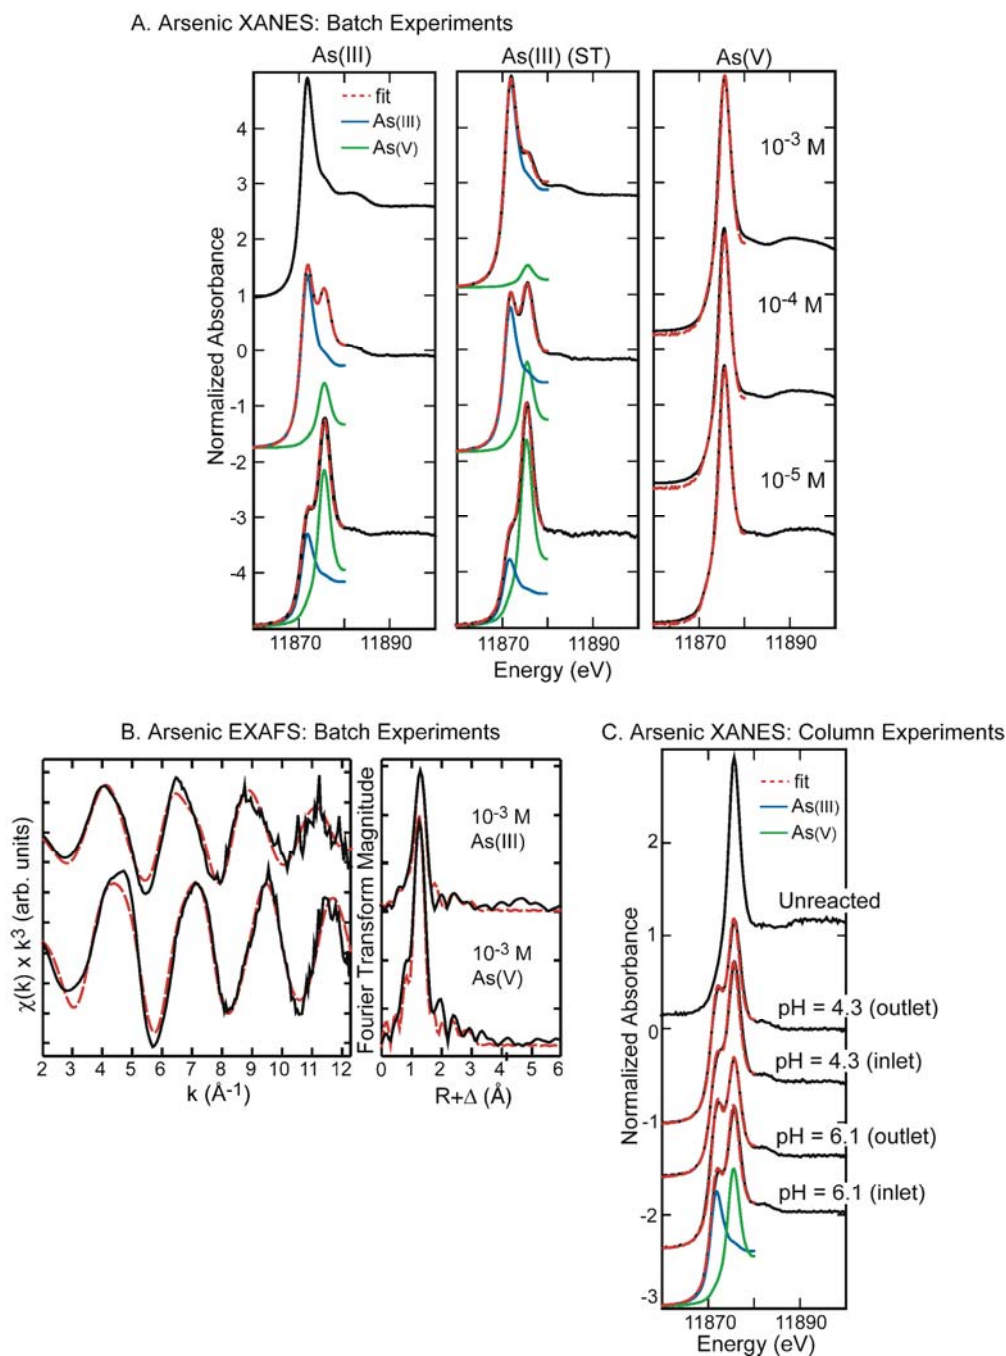 A. Arsenic XANES: Batch Experiments
As(III) As(III) (ST) As(V)
fit
As(III)
As(V)
10-3 M
10-4 M
10-5 M
Normalized Absorbance
4
3
2
1
0
-1
-2
-3
-4
11870 11890 11870 11890 11870 11890
Energy (eV)
B. Arsenic EXAFS: Batch Experiments
χ(k) x k3 (arb. units)
2 3 4 5 6 7 8 9 10 11 12
k (Å-1)
Fourier Transform Magnitude
10-3 M
As(III)
10-3 M
As(V)
0 1 2 3 4 5 6
R+Δ (Å)
C. Arsenic XANES: Column Experiments
fit
As(III)
As(V)
Normalized Absorbance
2
1
0
-1
-2
-3
Unreacted
pH = 4.3 (outlet)
pH = 4.3 (inlet)
pH = 6.1 (outlet)
pH = 6.1 (inlet)
11870 11890
Energy (eV)